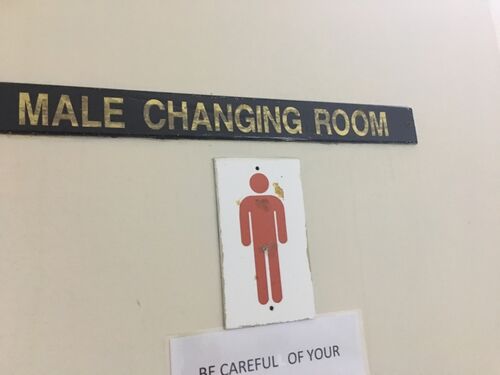 MALE CHANGING ROOM
BE CAREFUL OF YOUR